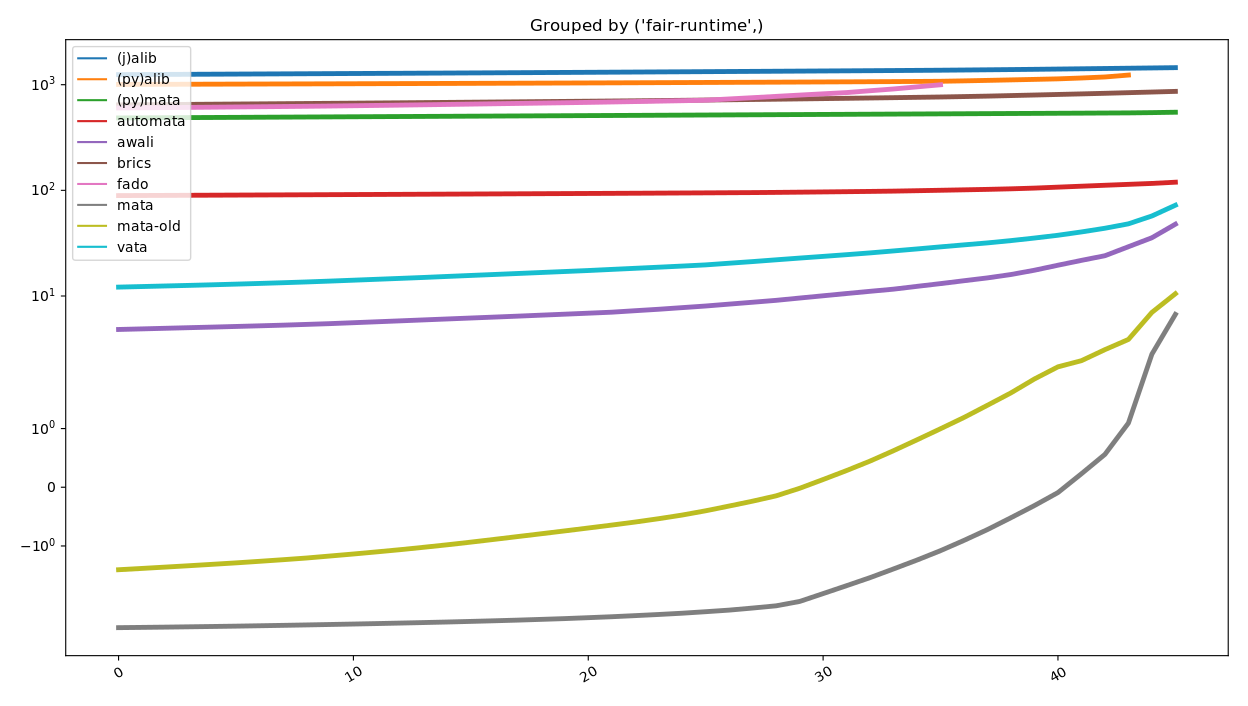 Grouped by ('fair-runtime',)
(j)alib
(py)alib
(py)mata
automata
awali
brics
fado
mata
mata-old
vata
10³
10²
10¹
10⁰
0
−10⁰
0 10 20 30 40